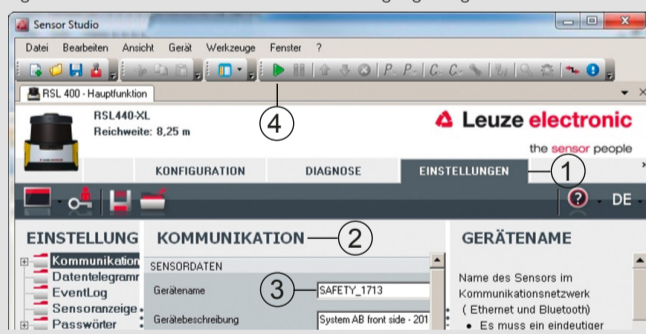 Sensor Studio
Datei Bearbeiten Ansicht Gerät Werkzeuge Fenster ?
RSL 400 - Hauptfunktion
RSL440-XL
Reichweite: 8,25 m
4
Leuze electronic
the sensor people
KONFIGURATION DIAGNOSE EINSTELLUNGEN 1
? DE
EINSTELLUNG
Kommunikation
Datentelegramr
EventLog
Sensoranzeige
Passwörter
KOMMUNIKATION 2
SENSORDATEN
Gerätename 3 SAFETY_1713
Gerätebeschreibung System AB front side - 201
GERÄTENAME
Name des Sensors im
Kommunikationsnetzwerk
( Ethernet und Bluetooth)
• Es muss ein eindeutiger